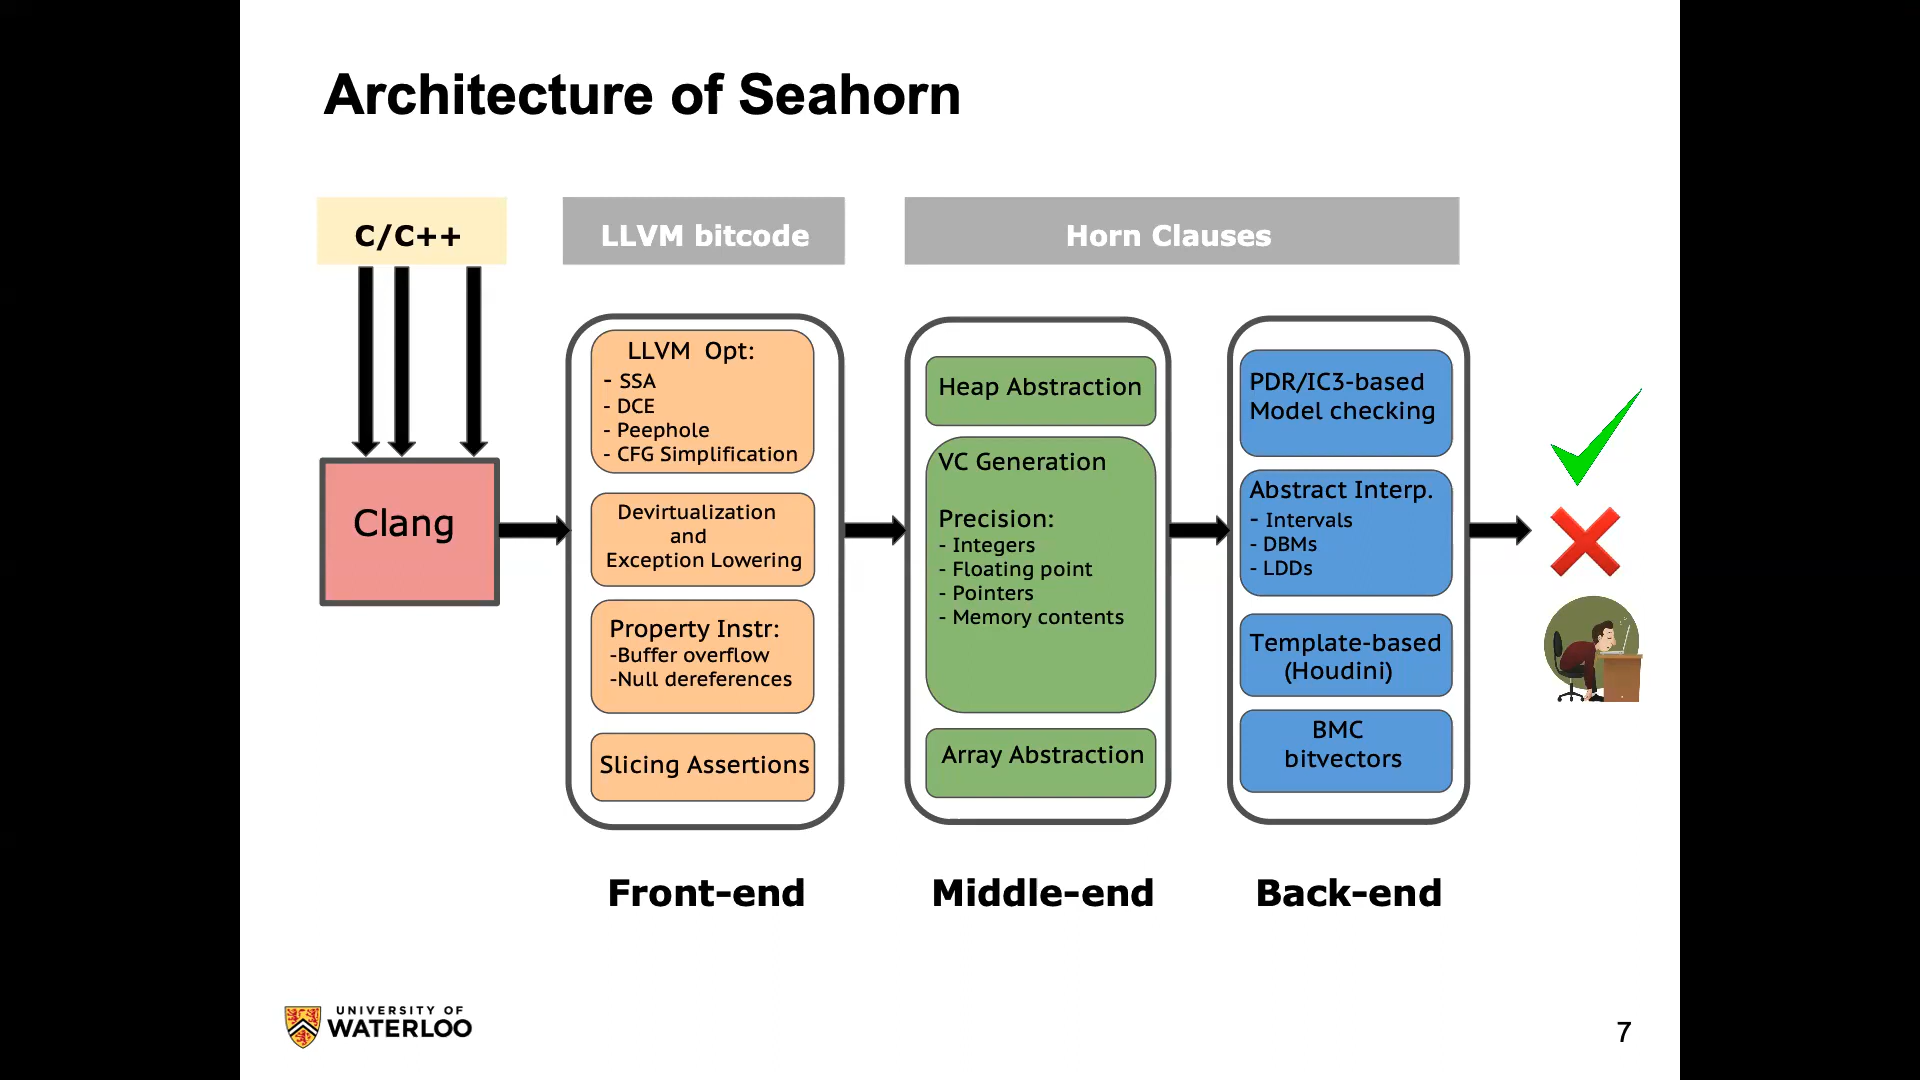 Architecture of Seahorn
C/C++
LLVM bitcode
Horn Clauses
Clang
LLVM Opt:
- SSA
- DCE
- Peephole
- CFG Simplification
Devirtualization
and
Exception Lowering
Property Instr:
-Buffer overflow
-Null dereferences
Slicing Assertions
Front-end
Heap Abstraction
VC Generation
Precision:
- Integers
- Floating point
- Pointers
- Memory contents
Array Abstraction
Middle-end
PDR/IC3-based
Model checking
Abstract Interp.
- Intervals
- DBMs
- LDDs
Template-based
(Houdini)
BMC
bitvectors
Back-end
UNIVERSITY OF
WATERLOO
7